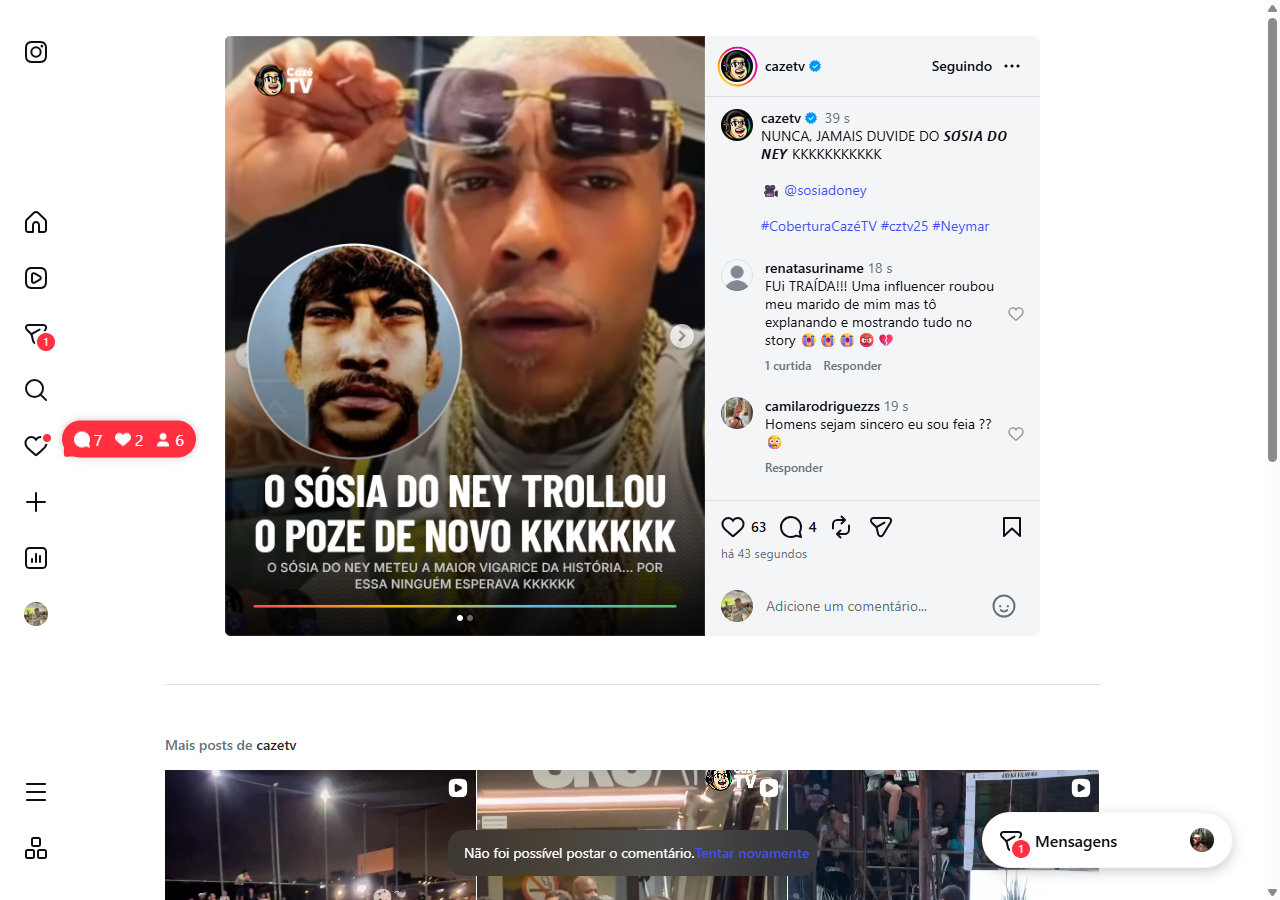 Cazé
TV
O SÓSIA DO NEY TROLLOU
O POZE DE NOVO KKKKKKK
O SÓSIA DO NEY METEU A MAIOR VIGARICE DA HISTÓRIA... POR
ESSA NINGUÉM ESPERAVA KKKKKK
cazetv
Seguindo
cazetv 39 s
NUNCA, JAMAIS DUVIDE DO SÓSIA DO
NEY KKKKKKKKKKK
🎥 @sosiadoney
#CoberturaCazéTV #cztv25 #Neymar
renatasuriname 18 s
FUi TRAÍDA!!! Uma influencer roubou
meu marido de mim mas tô
explanando e mostrando tudo no
story 😭 😭 😭 😡 💔
1 curtida Responder
camilarodriguezzs 19 s
Homens sejam sincero eu sou feia ??
😢
Responder
63 4
há 43 segundos
Adicione um comentário...
1
7 2 6
Mais posts de cazetv
TV
ARENA VILHENA
Não foi possível postar o comentário.Tentar novamente
1 Mensagens